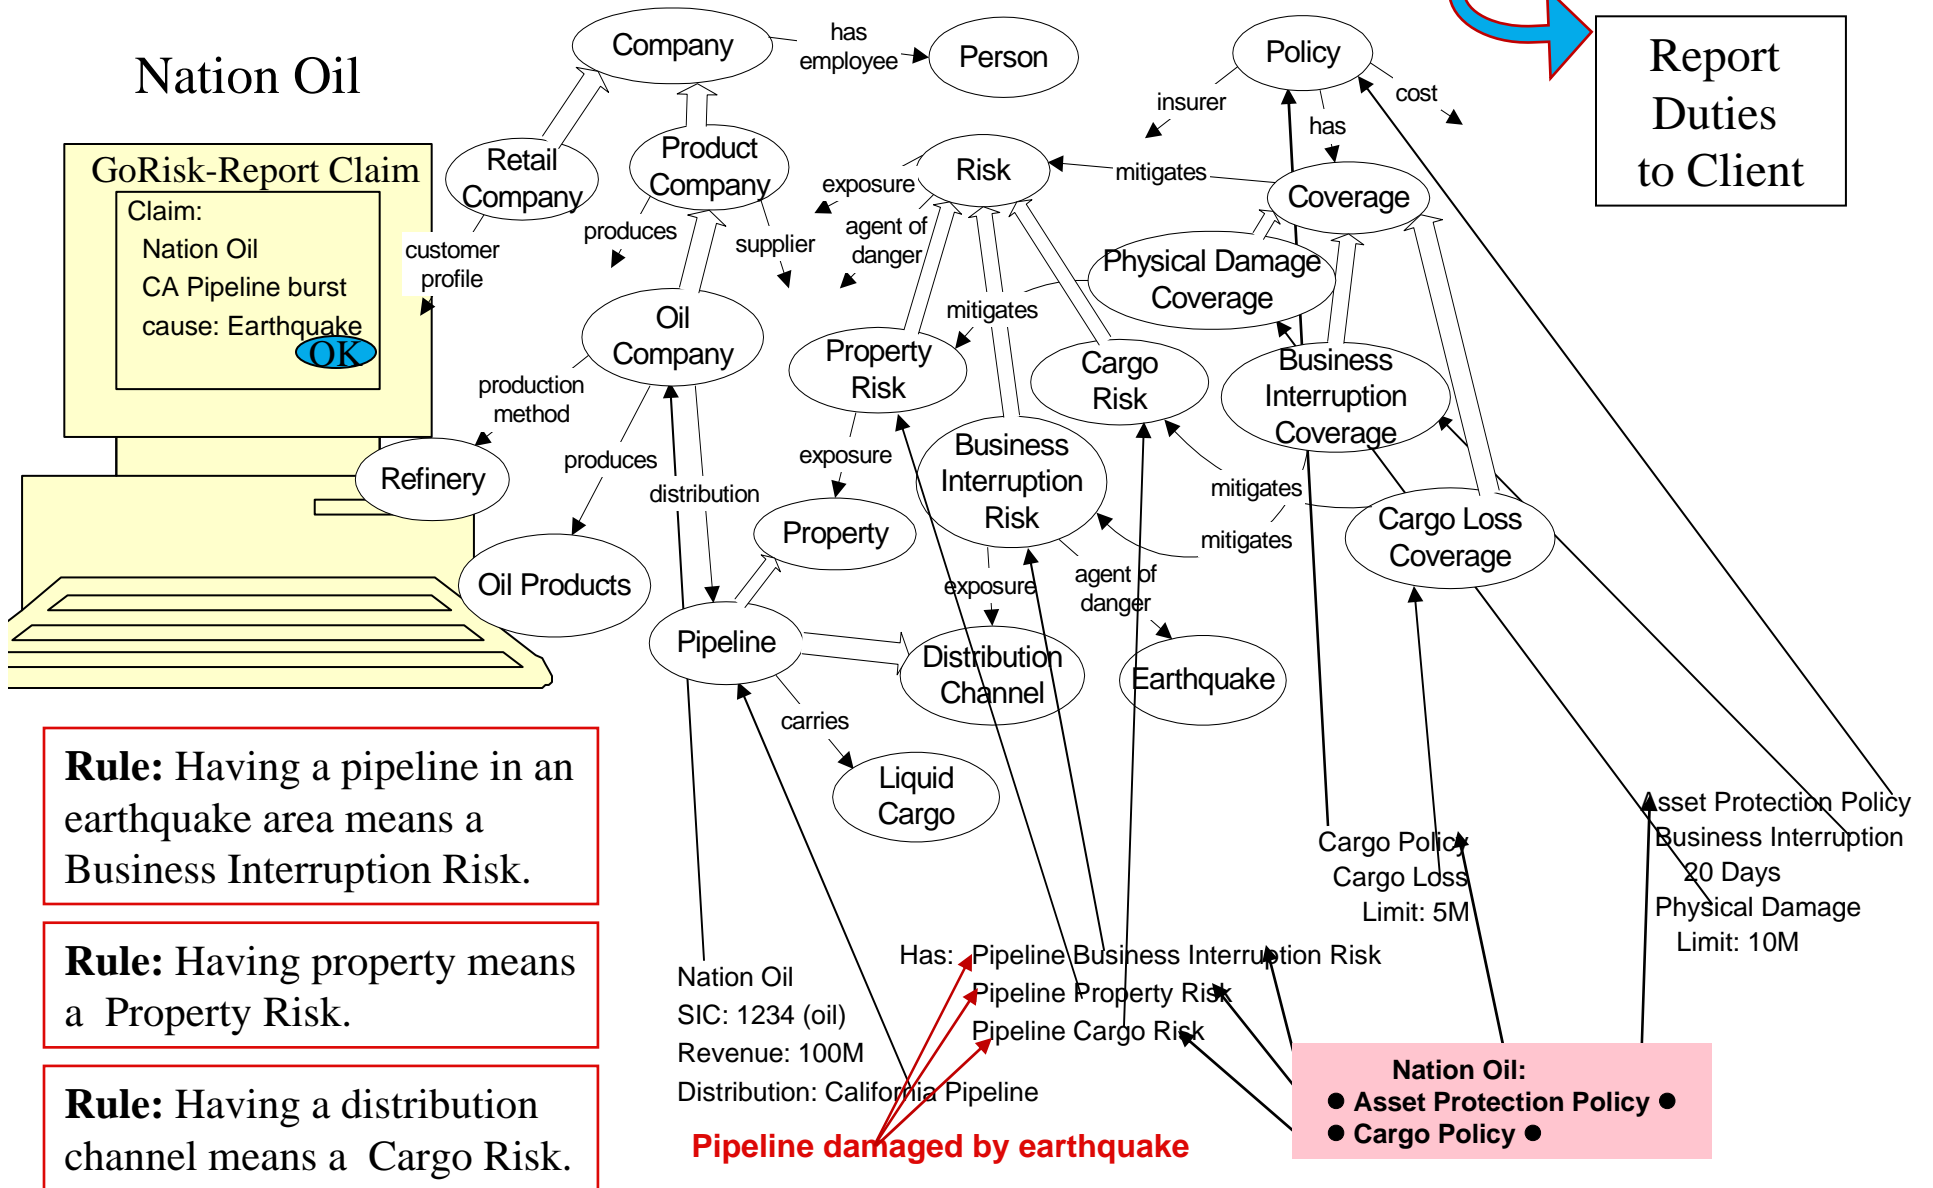 Nation Oil
GoRisk-Report Claim
Claim:
Nation Oil
CA Pipeline burst
cause: Earthquake
OK
Company
has
employee
Person
Policy
insurer
has
cost
Report
Duties
to Client
Retail
Company
Product
Company
Risk
mitigates
Coverage
customer
profile
produces
supplier
exposure
agent of
danger
Physical Damage
Coverage
mitigates
Oil
Company
Property
Risk
Cargo
Risk
Business
Interruption
Coverage
production
method
Refinery
produces
distribution
exposure
Business
Interruption
Risk
mitigates
mitigates
Cargo Loss
Coverage
Property
Oil Products
exposure
agent of
danger
Pipeline
Distribution
Channel
Earthquake
carries
Liquid
Cargo
Rule: Having a pipeline in an
earthquake area means a
Business Interruption Risk.
Rule: Having property means
a Property Risk.
Rule: Having a distribution
channel means a Cargo Risk.
Nation Oil
SIC: 1234 (oil)
Revenue: 100M
Distribution: California Pipeline
Has: Pipeline Business Interruption Risk
Pipeline Property Risk
Pipeline Cargo Risk
Pipeline damaged by earthquake
Cargo Policy
Cargo Loss
Limit: 5M
Asset Protection Policy
Business Interruption
20 Days
Physical Damage
Limit: 10M
Nation Oil:
● Asset Protection Policy ●
● Cargo Policy ●